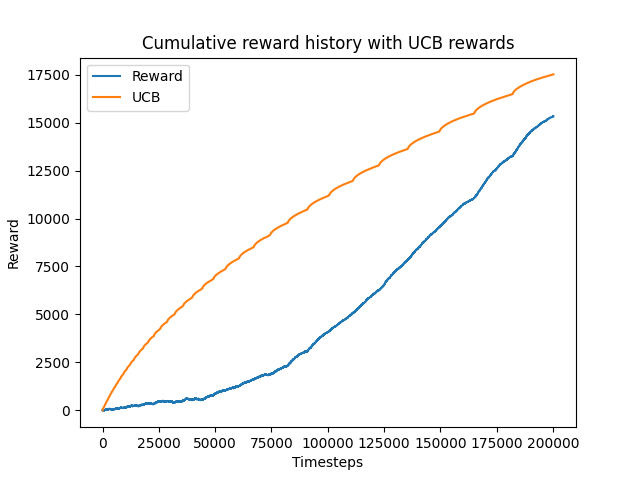 Cumulative reward history with UCB rewards
Reward
UCB
17500
15000
12500
10000
7500
5000
2500
0
Reward
0 25000 50000 75000 100000 125000 150000 175000 200000
Timesteps